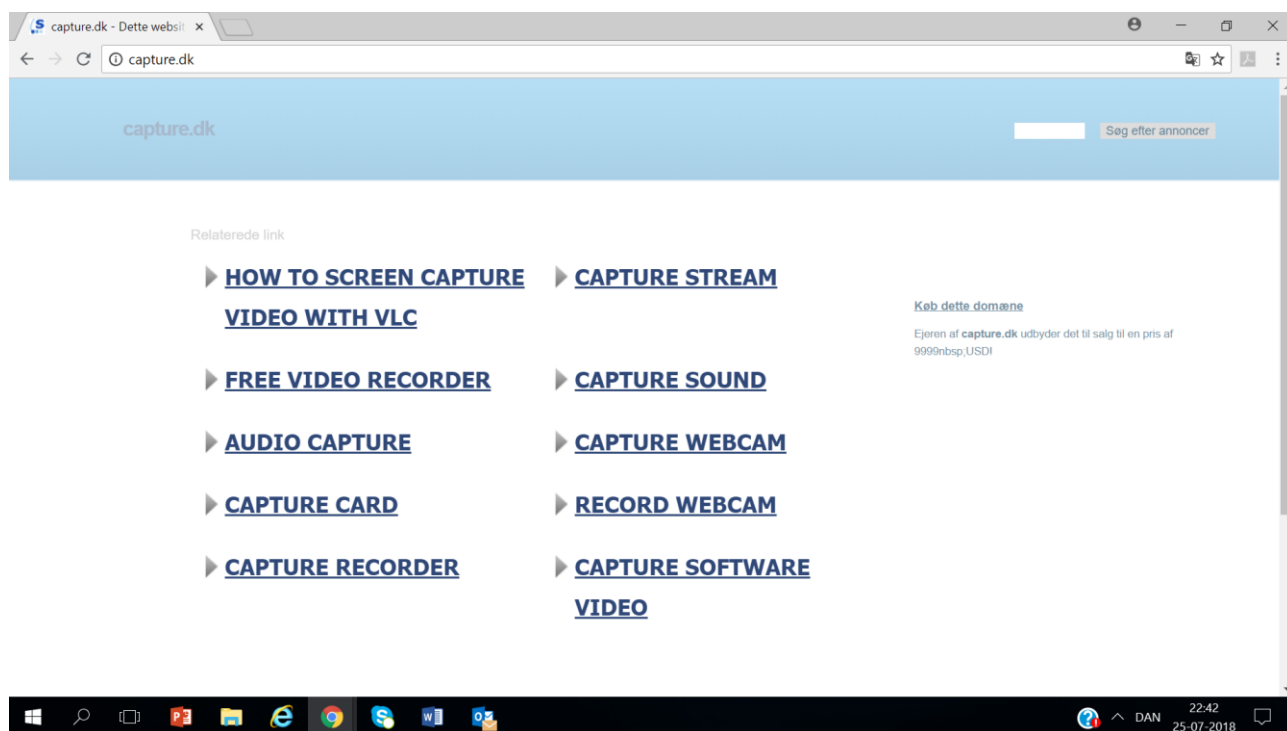 capture.dk - Dette websit
capture.dk
capture.dk
Søg efter annoncer
Relaterede link
HOW TO SCREEN CAPTURE
VIDEO WITH VLC
CAPTURE STREAM
Køb dette domæne
Ejeren af capture.dk udbyder det til salg til en pris af
9999nbsp;USD!
FREE VIDEO RECORDER
CAPTURE SOUND
AUDIO CAPTURE
CAPTURE WEBCAM
CAPTURE CARD
RECORD WEBCAM
CAPTURE RECORDER
CAPTURE SOFTWARE
VIDEO
DAN
22:42
25-07-2018